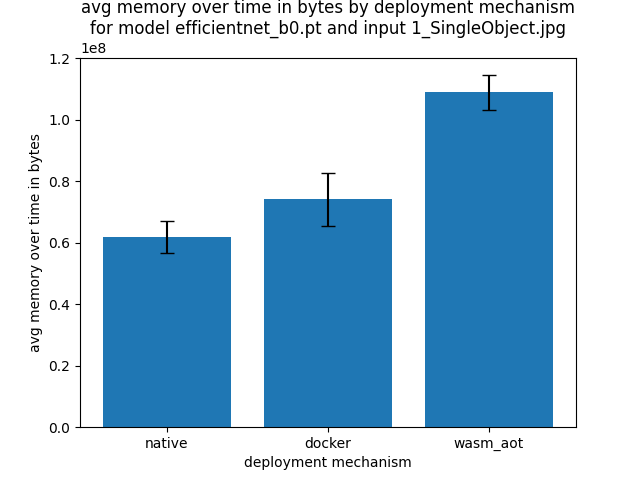 avg memory over time in bytes by deployment mechanism
for model efficientnet_b0.pt and input 1_SingleObject.jpg
1e8
1.2
1.0
0.8
0.6
0.4
0.2
0.0
avg memory over time in bytes
native docker wasm_aot
deployment mechanism